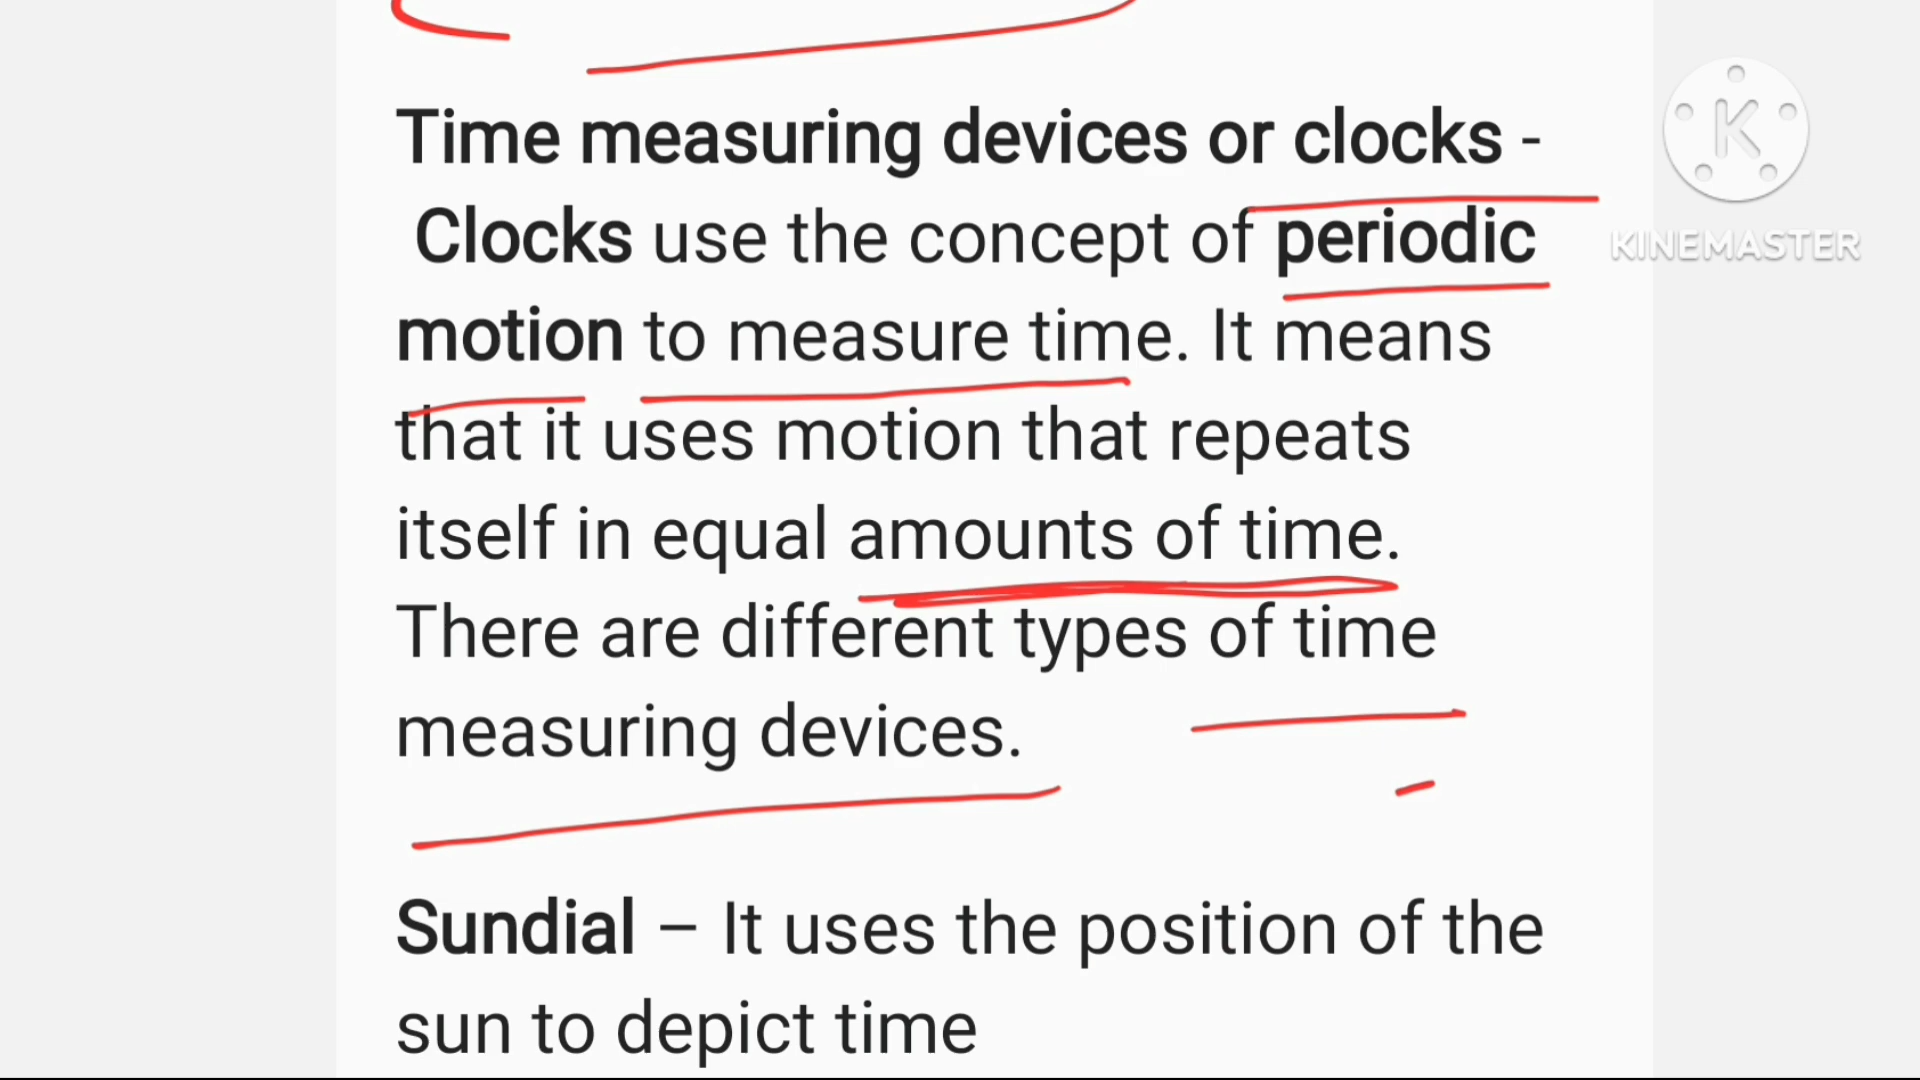 Time measuring devices or clocks -
Clocks use the concept of periodic
motion to measure time. It means
that it uses motion that repeats
itself in equal amounts of time.
There are different types of time
measuring devices.
Sundial – It uses the position of the
sun to depict time
K
KINEMASTER